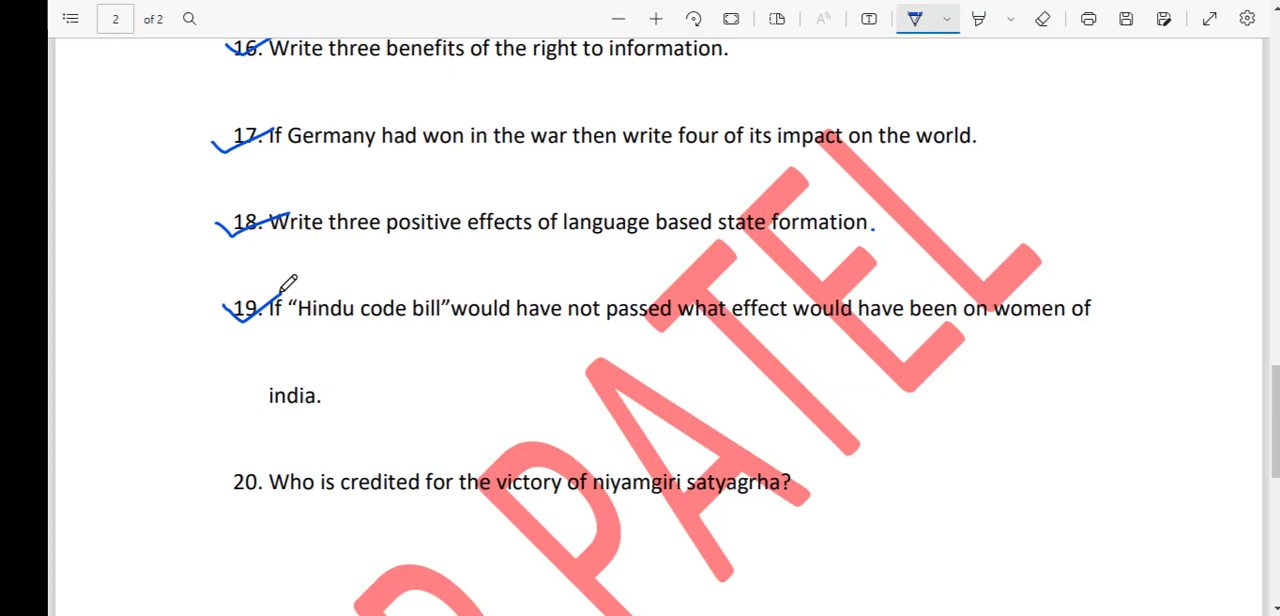 2 of 2
16. Write three benefits of the right to information.
17. If Germany had won in the war then write four of its impact on the world.
18. Write three positive effects of language based state formation.
19. If “Hindu code bill”would have not passed what effect would have been on women of
india.
20. Who is credited for the victory of niyamgiri satyagrha?
PATEL